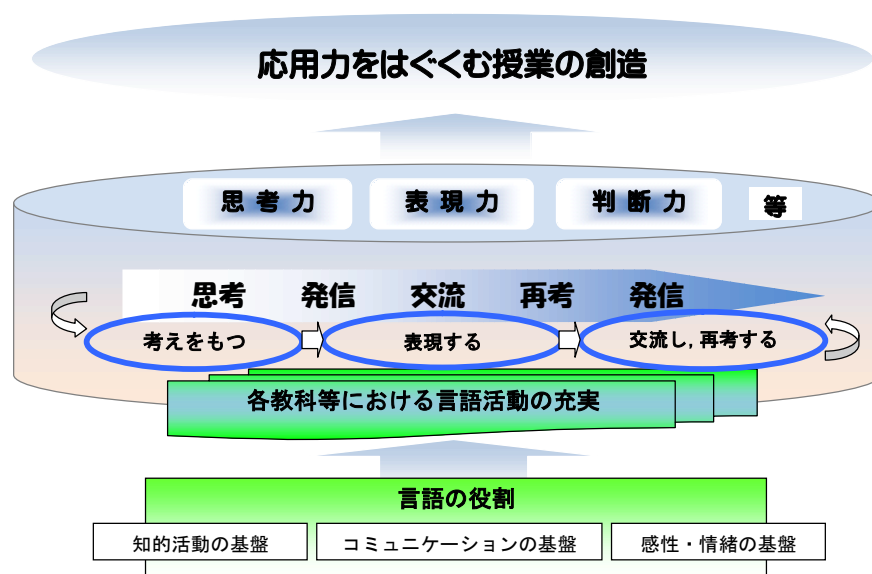 応用力をはぐくむ授業の創造
思考力 表現力 判断力 等
思考 発信 交流 再考 発信
考えをもつ 表現する 交流し,再考する
各教科等における言語活動の充実
言語の役割
知的活動の基盤 コミュニケーションの基盤 感性・情緒の基盤